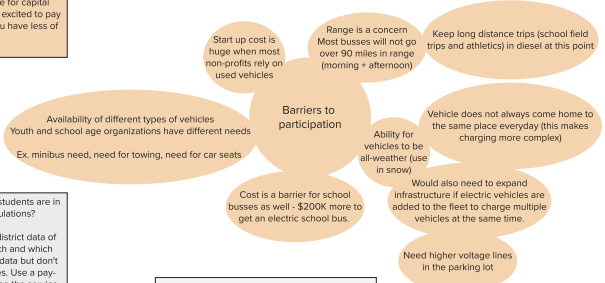 e for capital
excited to pay
u have less of
Start up cost is
huge when most
non-profits rely on
used vehicles
Range is a concern
Most busses will not go
over 90 miles in range
(morning + afternoon)
Keep long distance trips (school field
trips and athletics) in diesel at this point
Barriers to
participation
Availability of different types of vehicles
Youth and school age organizations have different needs
Ex. minibus need, need for towing, need for car seats
Ability for
vehicles to be
all-weather (use
in snow)
Vehicle does not always come home to
the same place everyday (this makes
charging more complex)
Cost is a barrier for school
busses as well - $200K more to
get an electric school bus.
Would also need to expand
infrastructure if electric vehicles are
added to the fleet to charge multiple
vehicles at the same time.
Need higher voltage lines
in the parking lot
students are in
ulations?
district data of
ch and which
data but don't
es. Use a pay-